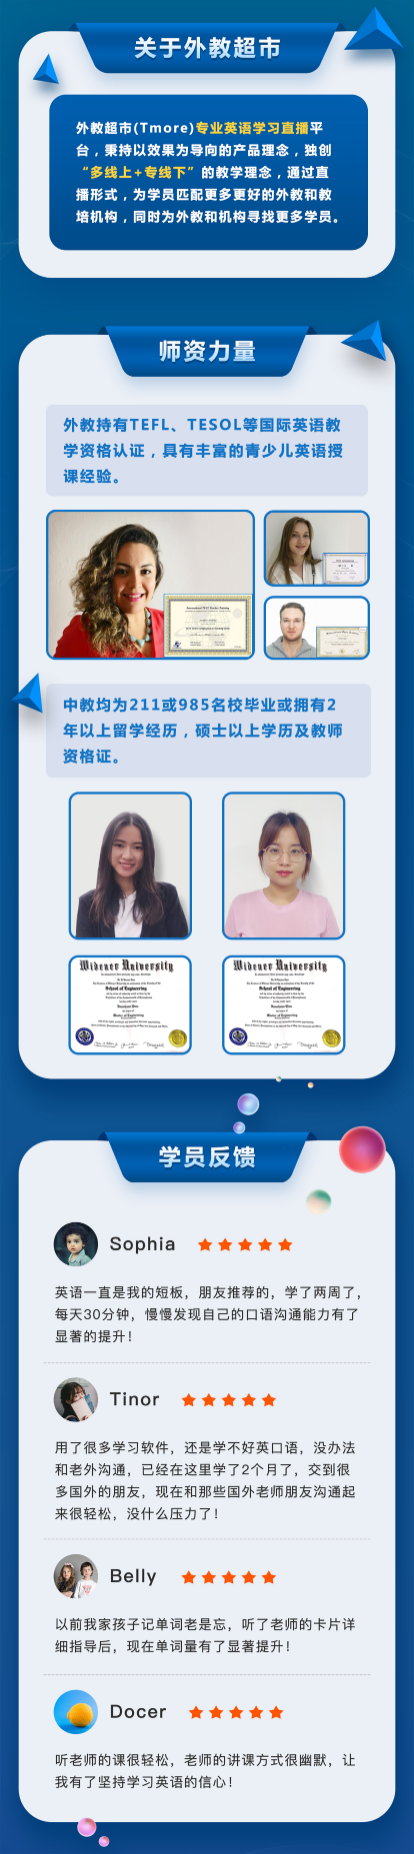 关于外教超市
外教超市(Tmore)专业英语学习直播平
台，秉持以效果为导向的产品理念，独创
“多线上+专线下”的教学理念，通过直
播形式，为学员匹配更多更好的外教和教
培机构，同时为外教和机构寻找更多学员。
师资力量
外教持有TEFL、TESOL等国际英语教
学资格认证，具有丰富的青少儿英语授
课经验。
中教均为211或985名校毕业或拥有2
年以上留学经历，硕士以上学历及教师
资格证。
Widener University
School of Engineering
Widener University
School of Engineering
学员反馈
Sophia
英语一直是我的短板，朋友推荐的，学了两周了，
每天30分钟，慢慢发现自己的口语沟通能力有了
显著的提升！
Tinor
用了很多学习软件，还是学不好英口语，没办法
和老外沟通，已经在这里学了2个月了，交到很
多国外的朋友，现在和那些国外老师朋友沟通起
来很轻松，没什么压力了！
Belly
以前我家孩子记单词老是忘，听了老师的卡片详
细指导后，现在单词量有了显著提升！
Docer
听老师的课很轻松，老师的讲课方式很幽默，让
我有了坚持学习英语的信心！